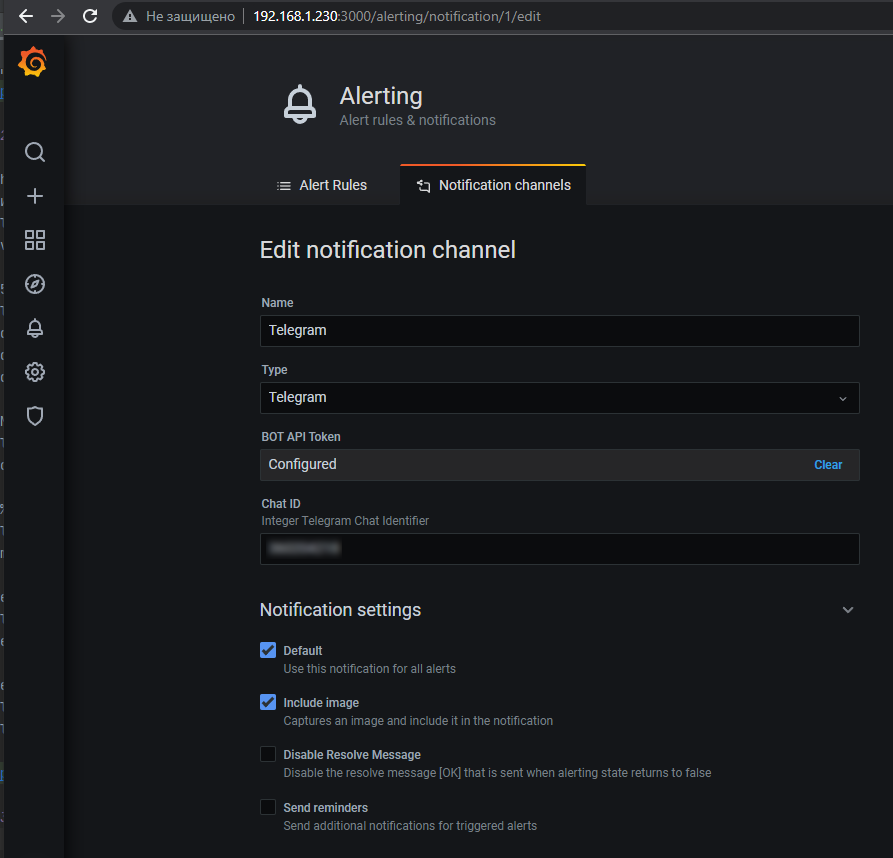 Не защищено 192.168.1.230:3000/alerting/notification/1/edit
Alerting
Alert rules & notifications
Alert Rules Notification channels
Edit notification channel
Name
Telegram
Type
Telegram
BOT API Token
Configured Clear
Chat ID
Integer Telegram Chat Identifier
Notification settings
Default
Use this notification for all alerts
Include image
Captures an image and include it in the notification
Disable Resolve Message
Disable the resolve message [OK] that is sent when alerting state returns to false
Send reminders
Send additional notifications for triggered alerts